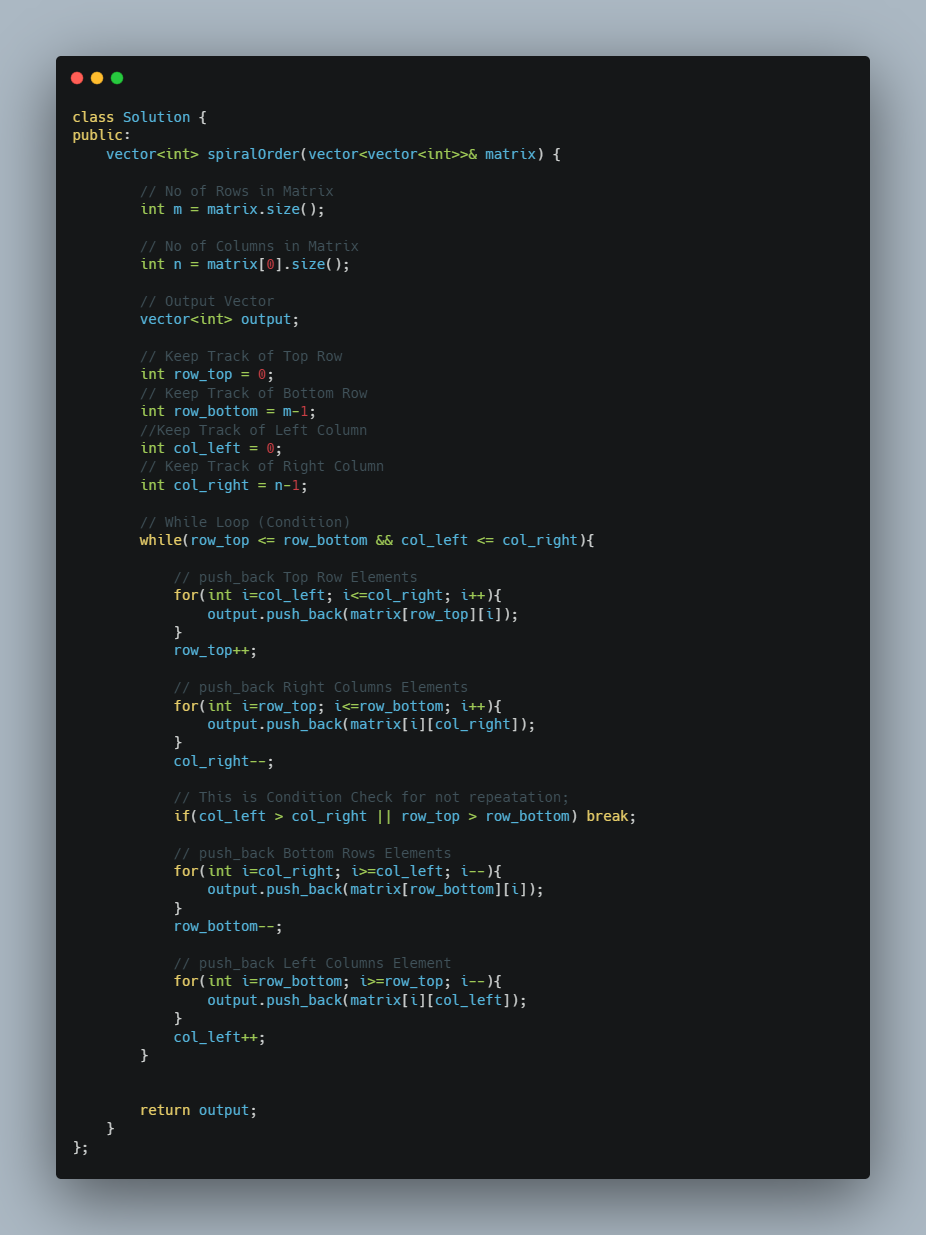 class Solution {
public:
    vector<int> spiralOrder(vector<vector<int>>& matrix) {

        // No of Rows in Matrix
        int m = matrix.size();

        // No of Columns in Matrix
        int n = matrix[0].size();

        // Output Vector
        vector<int> output;

        // Keep Track of Top Row
        int row_top = 0;
        // Keep Track of Bottom Row
        int row_bottom = m-1;
        //Keep Track of Left Column
        int col_left = 0;
        // Keep Track of Right Column
        int col_right = n-1;

        // While Loop (Condition)
        while(row_top <= row_bottom && col_left <= col_right){

            // push_back Top Row Elements
            for(int i=col_left; i<=col_right; i++){
                output.push_back(matrix[row_top][i]);
            }
            row_top++;

            // push_back Right Columns Elements
            for(int i=row_top; i<=row_bottom; i++){
                output.push_back(matrix[i][col_right]);
            }
            col_right--;

            // This is Condition Check for not repeatation;
            if(col_left > col_right || row_top > row_bottom) break;

            // push_back Bottom Rows Elements
            for(int i=col_right; i>=col_left; i--){
                output.push_back(matrix[row_bottom][i]);
            }
            row_bottom--;

            // push_back Left Columns Element
            for(int i=row_bottom; i>=row_top; i--){
                output.push_back(matrix[i][col_left]);
            }
            col_left++;
        }


        return output;
    }
};